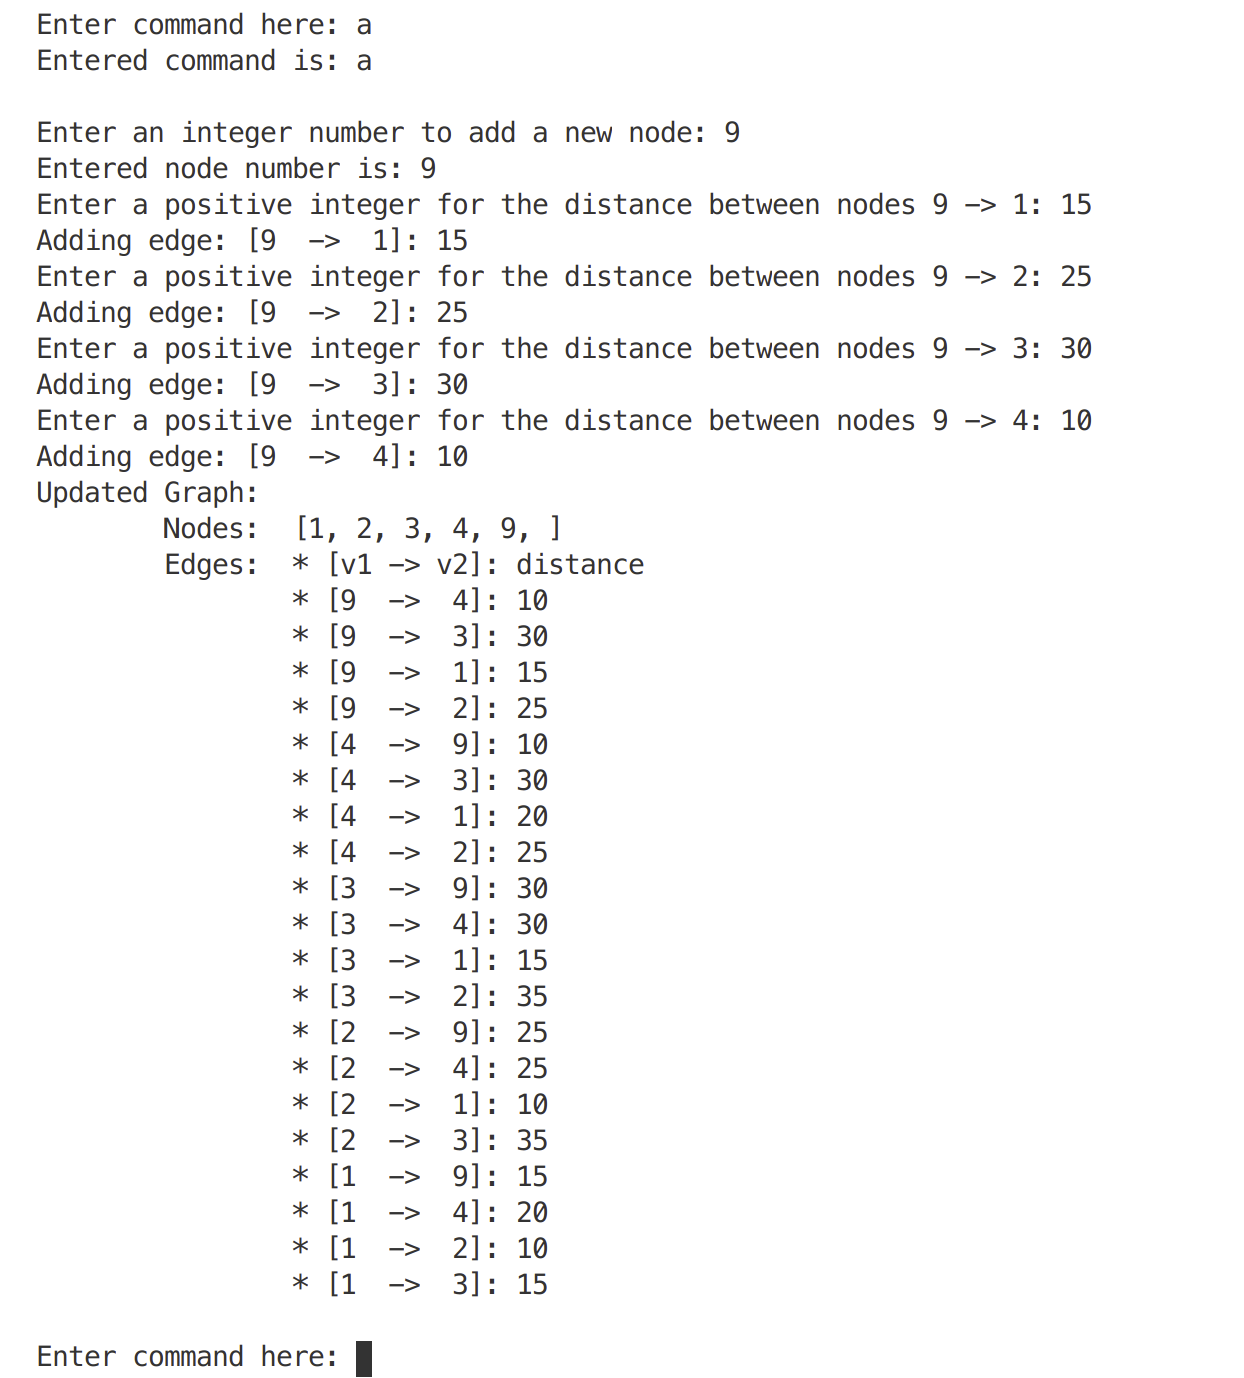 Enter command here: a
Entered command is: a

Enter an integer number to add a new node: 9
Entered node number is: 9
Enter a positive integer for the distance between nodes 9 -> 1: 15
Adding edge: [9  ->  1]: 15
Enter a positive integer for the distance between nodes 9 -> 2: 25
Adding edge: [9  ->  2]: 25
Enter a positive integer for the distance between nodes 9 -> 3: 30
Adding edge: [9  ->  3]: 30
Enter a positive integer for the distance between nodes 9 -> 4: 10
Adding edge: [9  ->  4]: 10
Updated Graph:
        Nodes:  [1, 2, 3, 4, 9, ]
        Edges:  * [v1 -> v2]: distance
                * [9  ->  4]: 10
                * [9  ->  3]: 30
                * [9  ->  1]: 15
                * [9  ->  2]: 25
                * [4  ->  9]: 10
                * [4  ->  3]: 30
                * [4  ->  1]: 20
                * [4  ->  2]: 25
                * [3  ->  9]: 30
                * [3  ->  4]: 30
                * [3  ->  1]: 15
                * [3  ->  2]: 35
                * [2  ->  9]: 25
                * [2  ->  4]: 25
                * [2  ->  1]: 10
                * [2  ->  3]: 35
                * [1  ->  9]: 15
                * [1  ->  4]: 20
                * [1  ->  2]: 10
                * [1  ->  3]: 15

Enter command here: